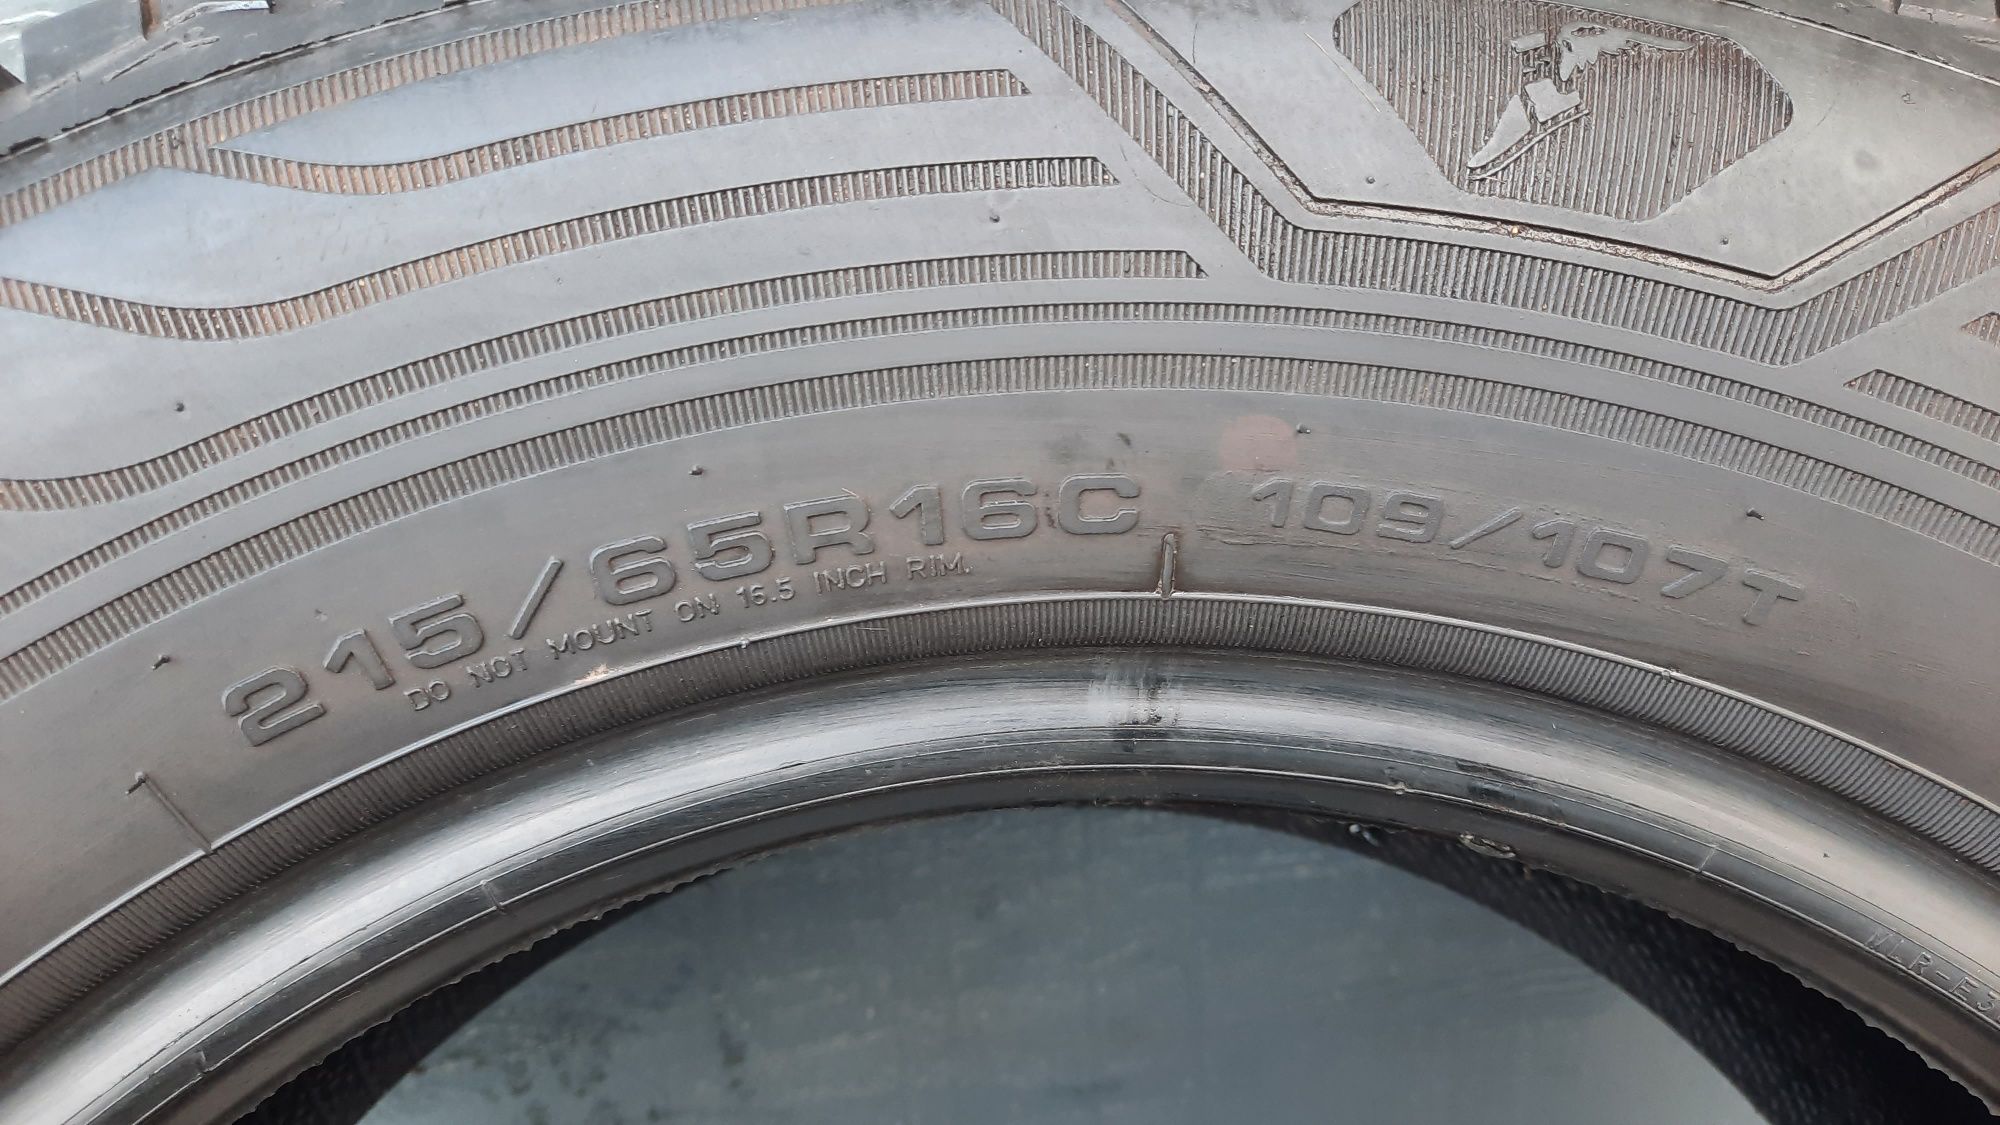 215/65R16C 109/107T
DO NOT MOUNT ON 16.5 INCH RIM.